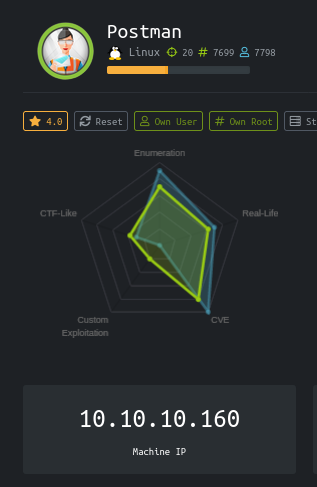 Postman
Linux 20 # 7699 7798
4.0 Reset Own User # Own Root St
Enumeration
CTF-Like Real-Life
Custom
Exploitation
CVE
10.10.10.160
Machine IP